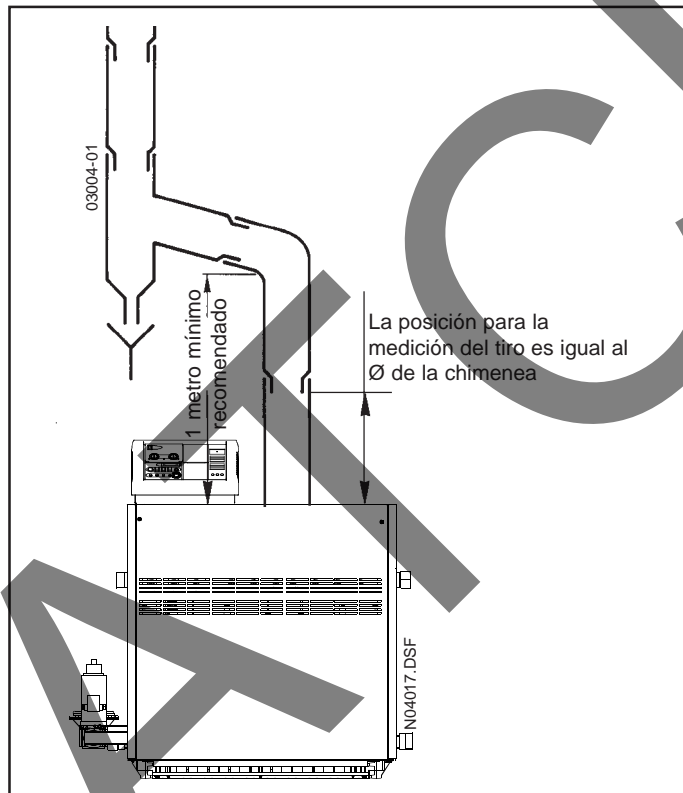 03004-01
1 metro mínimo
recomendado
La posición para la
medición del tiro es igual al
Ø de la chimenea
N04017.DSF